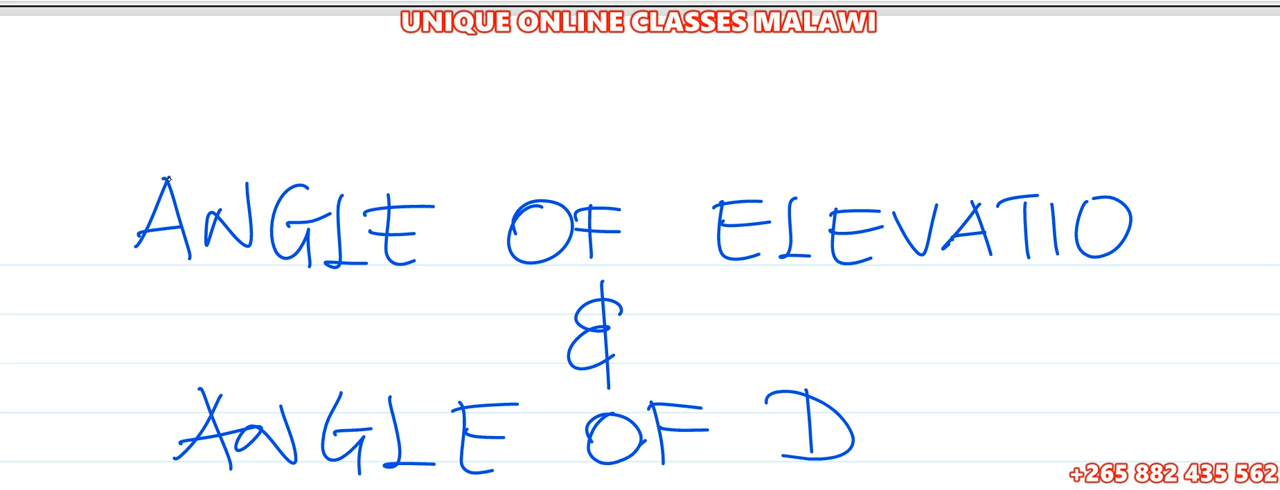 UNIQUE ONLINE CLASSES MALAWI
ANGLE OF ELEVATIO
&
ANGLE OF D
+265 882 435 562